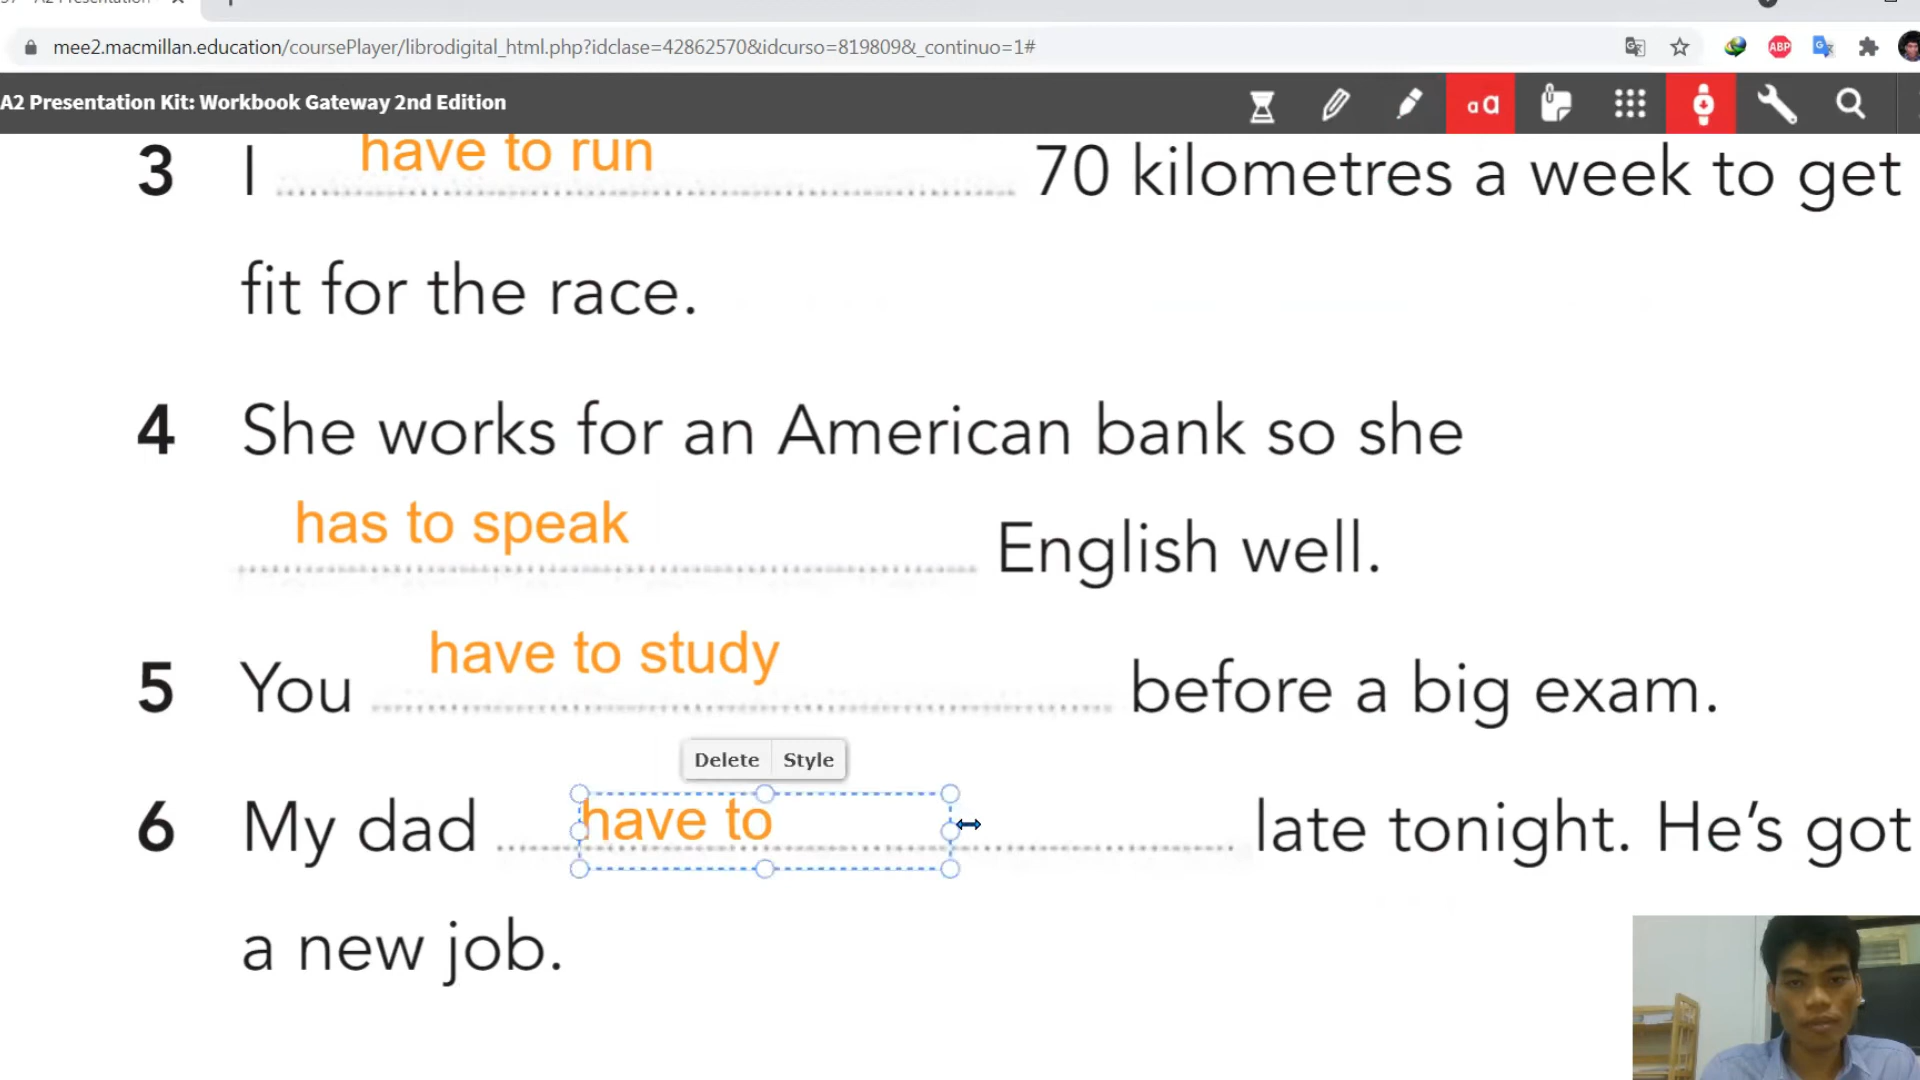 mee2.macmillan.education/coursePlayer/librodigital_html.php?idclase=42862570&idcurso=819809&_continuo=1#
ABP
A2 Presentation Kit: Workbook Gateway 2nd Edition
a a
3 I have to run 70 kilometres a week to get
fit for the race.
4 She works for an American bank so she
has to speak English well.
5 You have to study before a big exam.
Delete Style
6 My dad have to late tonight. He's got
a new job.